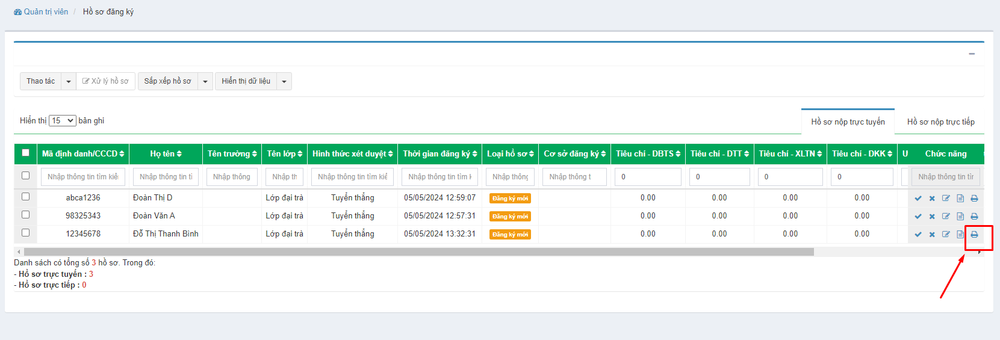 Quản trị viên / Hồ sơ đăng ký
Thao tác Xử lý hồ sơ Sắp xếp hồ sơ Hiển thị dữ liệu
Hiển thị 15 bản ghi Hồ sơ nộp trực tuyến Hồ sơ nộp trực tiếp
Mã định danh/CCCD Họ tên Tên trường Tên lớp Hình thức xét duyệt Thời gian đăng ký Loại hồ sơ Cơ sở đăng ký Tiêu chí - DBTS Tiêu chí - DTT Tiêu chí - XLTN Tiêu chí - DKK U Chức năng
Nhập thông tin tìm kiế Nhập thông tin tì Nhập thông Nhập th Nhập thông tin tìm kiế Nhập thông tin tìm k Nhập thông Nhập thông t 0 0 0 0 Nhập thông tin tìr
abca1236 Đoàn Thị D Lớp đại trà Tuyển thẳng 05/05/2024 12:59:07 Đăng ký mới 0.00 0.00 0.00 0.00
98325343 Đoàn Văn A Lớp đại trà Tuyển thẳng 05/05/2024 12:57:31 Đăng ký mới 0.00 0.00 0.00 0.00
12345678 Đỗ Thị Thanh Bình Lớp đại trà Tuyển thẳng 05/05/2024 13:32:31 Đăng ký mới 0.00 0.00 0.00 0.00
Danh sách có tổng số 3 hồ sơ. Trong đó:
- Hồ sơ trực tuyến : 3
- Hồ sơ trực tiếp : 0